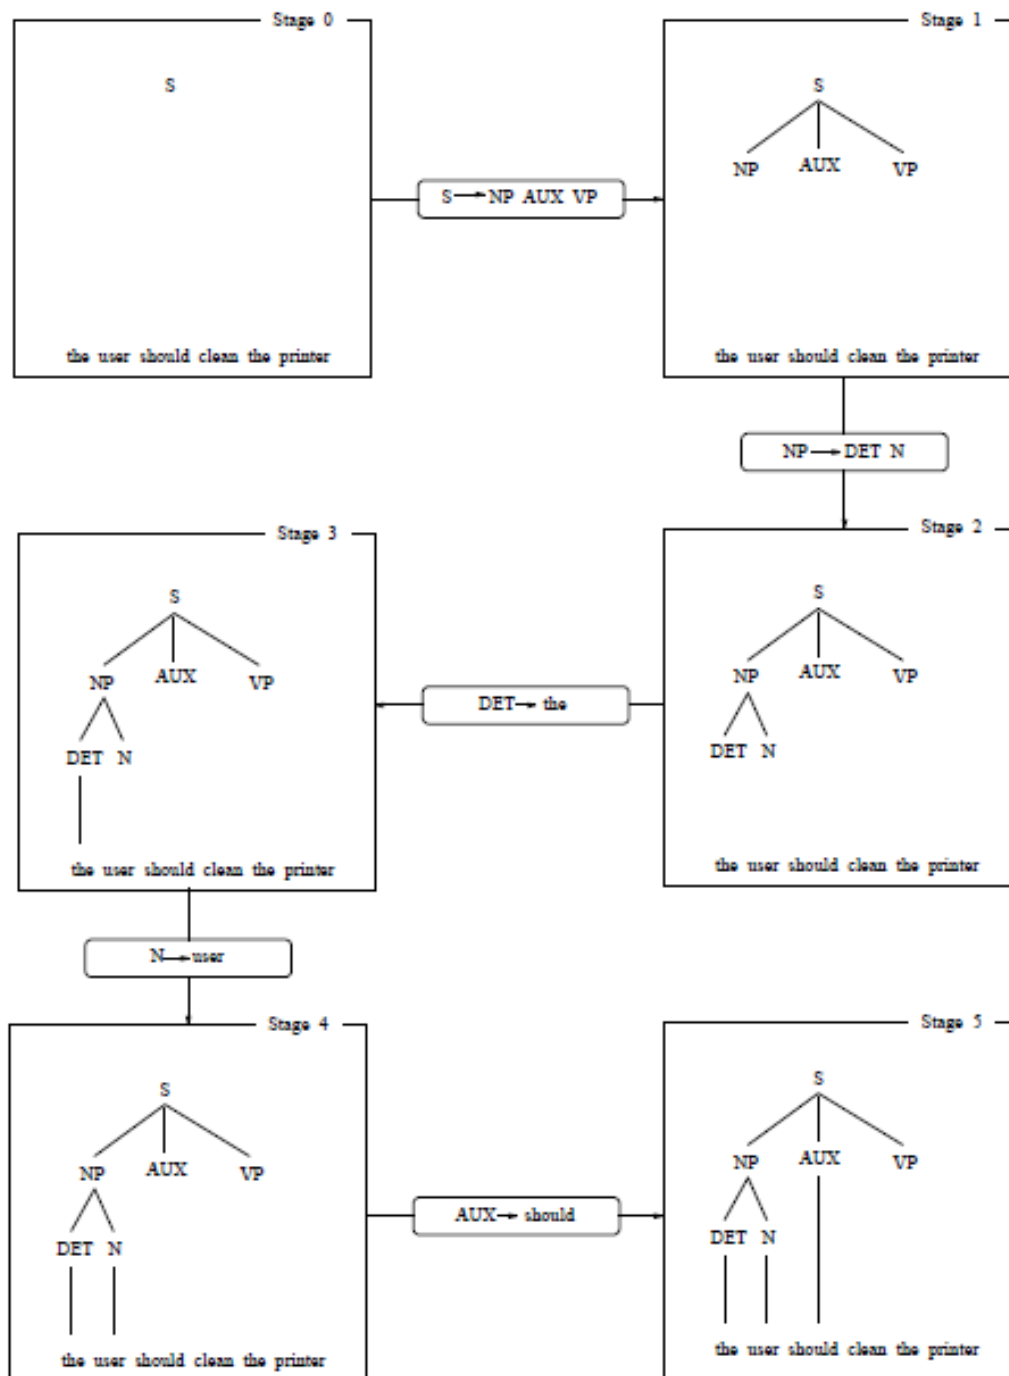 Stage 0
S
the user should clean the printer
S → NP AUX VP
Stage 1
S
NP AUX VP
the user should clean the printer
NP → DET N
Stage 2
S
NP AUX VP
DET N
the user should clean the printer
DET → the
Stage 3
S
NP AUX VP
DET N
the user should clean the printer
N → user
Stage 4
S
NP AUX VP
DET N
the user should clean the printer
AUX → should
Stage 5
S
NP AUX VP
DET N
the user should clean the printer